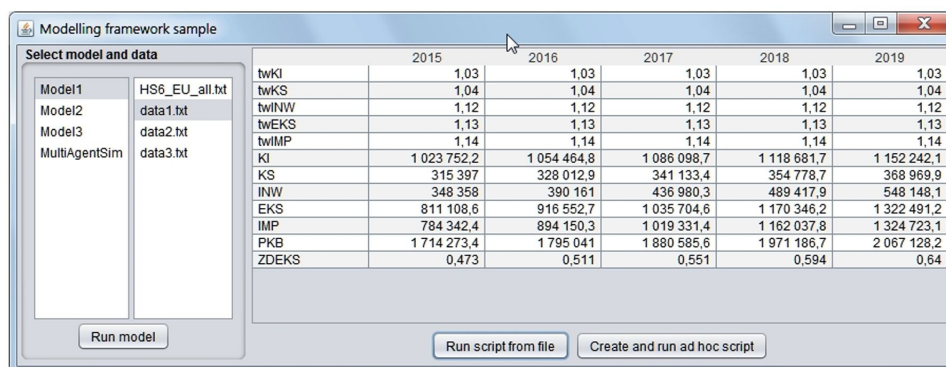 Modelling framework sample
Select model and data
Model1
Model2
Model3
MultiAgentSim
HS6_EU_all.txt
data1.txt
data2.txt
data3.txt
Run model
2015 2016 2017 2018 2019
twKI 1,03 1,03 1,03 1,03 1,03
twKS 1,04 1,04 1,04 1,04 1,04
twINW 1,12 1,12 1,12 1,12 1,12
twEKS 1,13 1,13 1,13 1,13 1,13
twIMP 1,14 1,14 1,14 1,14 1,14
KI 1 023 752,2 1 054 464,8 1 086 098,7 1 118 681,7 1 152 242,1
KS 315 397 328 012,9 341 133,4 354 778,7 368 969,9
INW 348 358 390 161 436 980,3 489 417,9 548 148,1
EKS 811 108,6 916 552,7 1 035 704,6 1 170 346,2 1 322 491,2
IMP 784 342,4 894 150,3 1 019 331,4 1 162 037,8 1 324 723,1
PKB 1 714 273,4 1 795 041 1 880 585,6 1 971 186,7 2 067 128,2
ZDEKS 0,473 0,511 0,551 0,594 0,64
Run script from file
Create and run ad hoc script